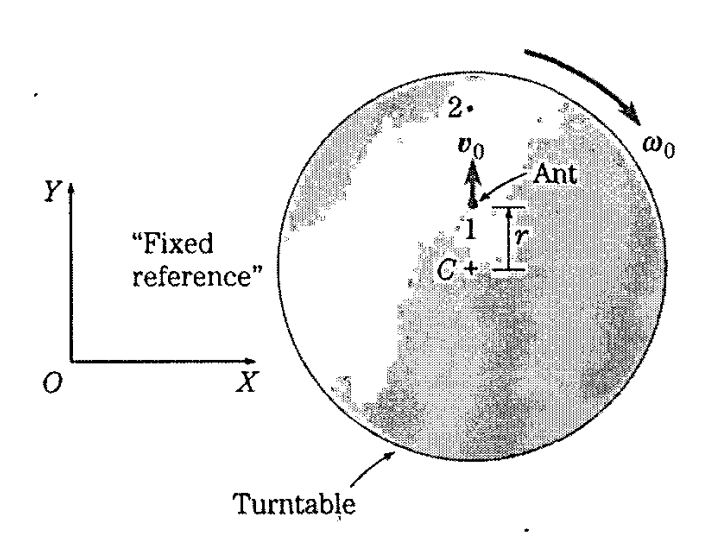 2
v₀
ω₀
Ant
Y
"Fixed
reference"
1
r
C
O
X
Turntable